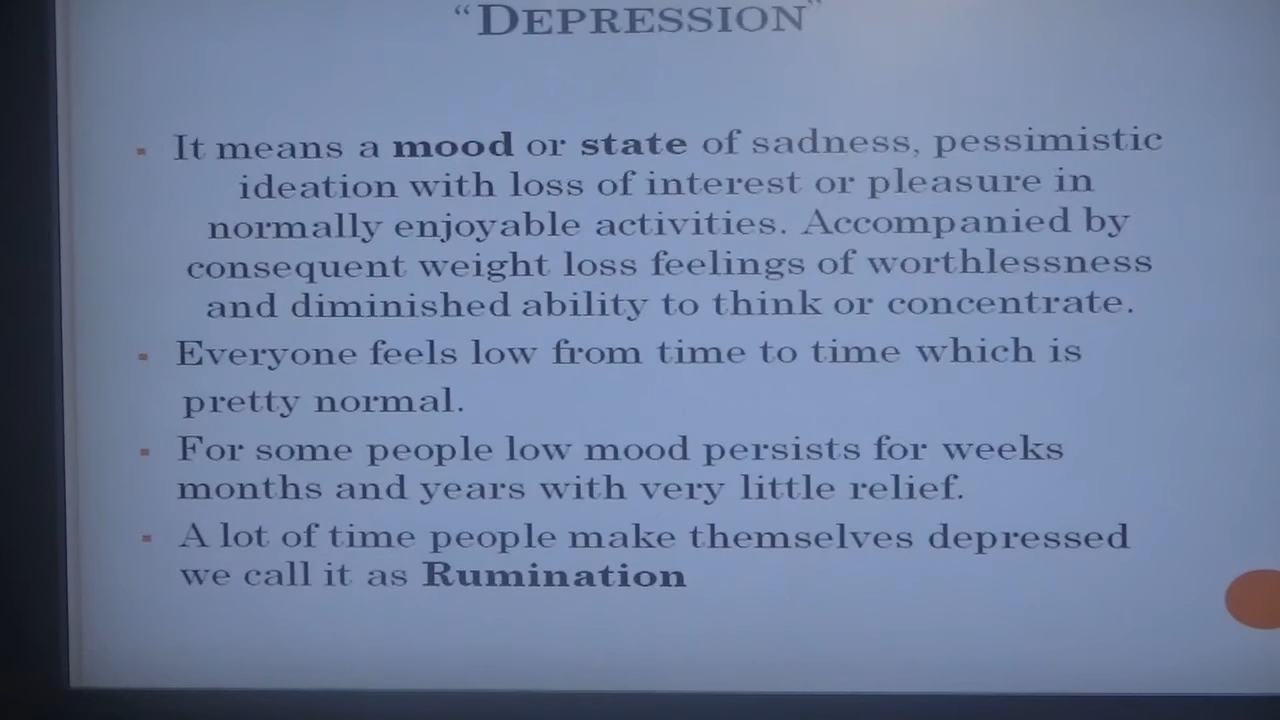 “DEPRESSION”
▪ It means a mood or state of sadness, pessimistic
ideation with loss of interest or pleasure in
normally enjoyable activities. Accompanied by
consequent weight loss feelings of worthlessness
and diminished ability to think or concentrate.
▪ Everyone feels low from time to time which is
pretty normal.
▪ For some people low mood persists for weeks
months and years with very little relief.
▪ A lot of time people make themselves depressed
we call it as Rumination